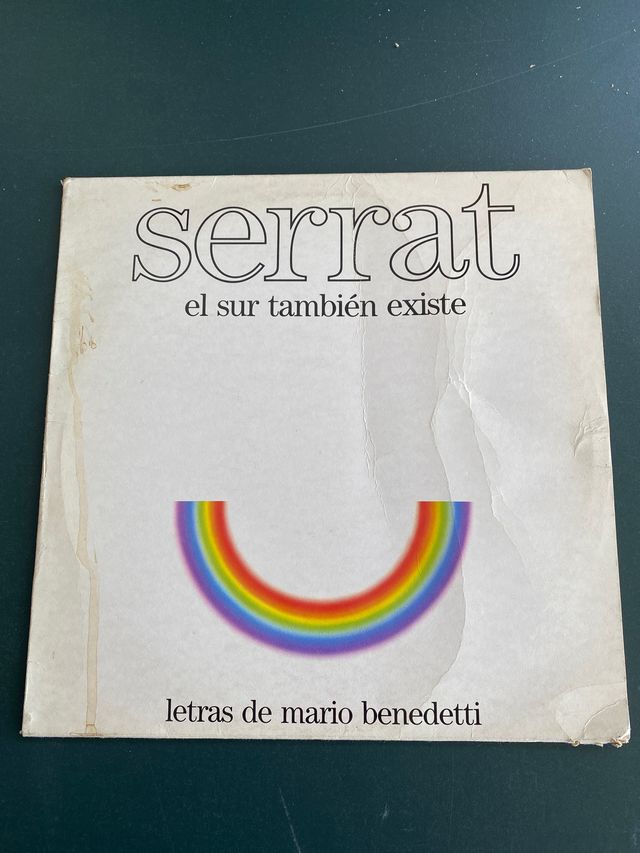 serrat
el sur también existe
letras de mario benedetti